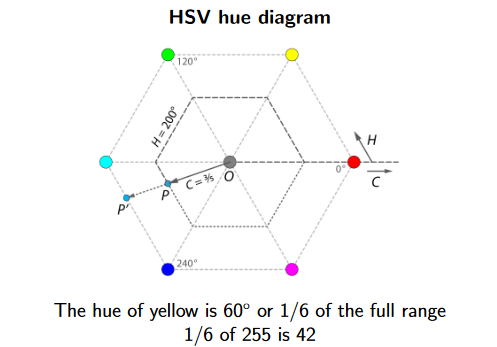 HSV hue diagram
120°
H = 200°
H
0°
C
C = ⅗
O
P
P'
240°
The hue of yellow is 60° or 1/6 of the full range
1/6 of 255 is 42